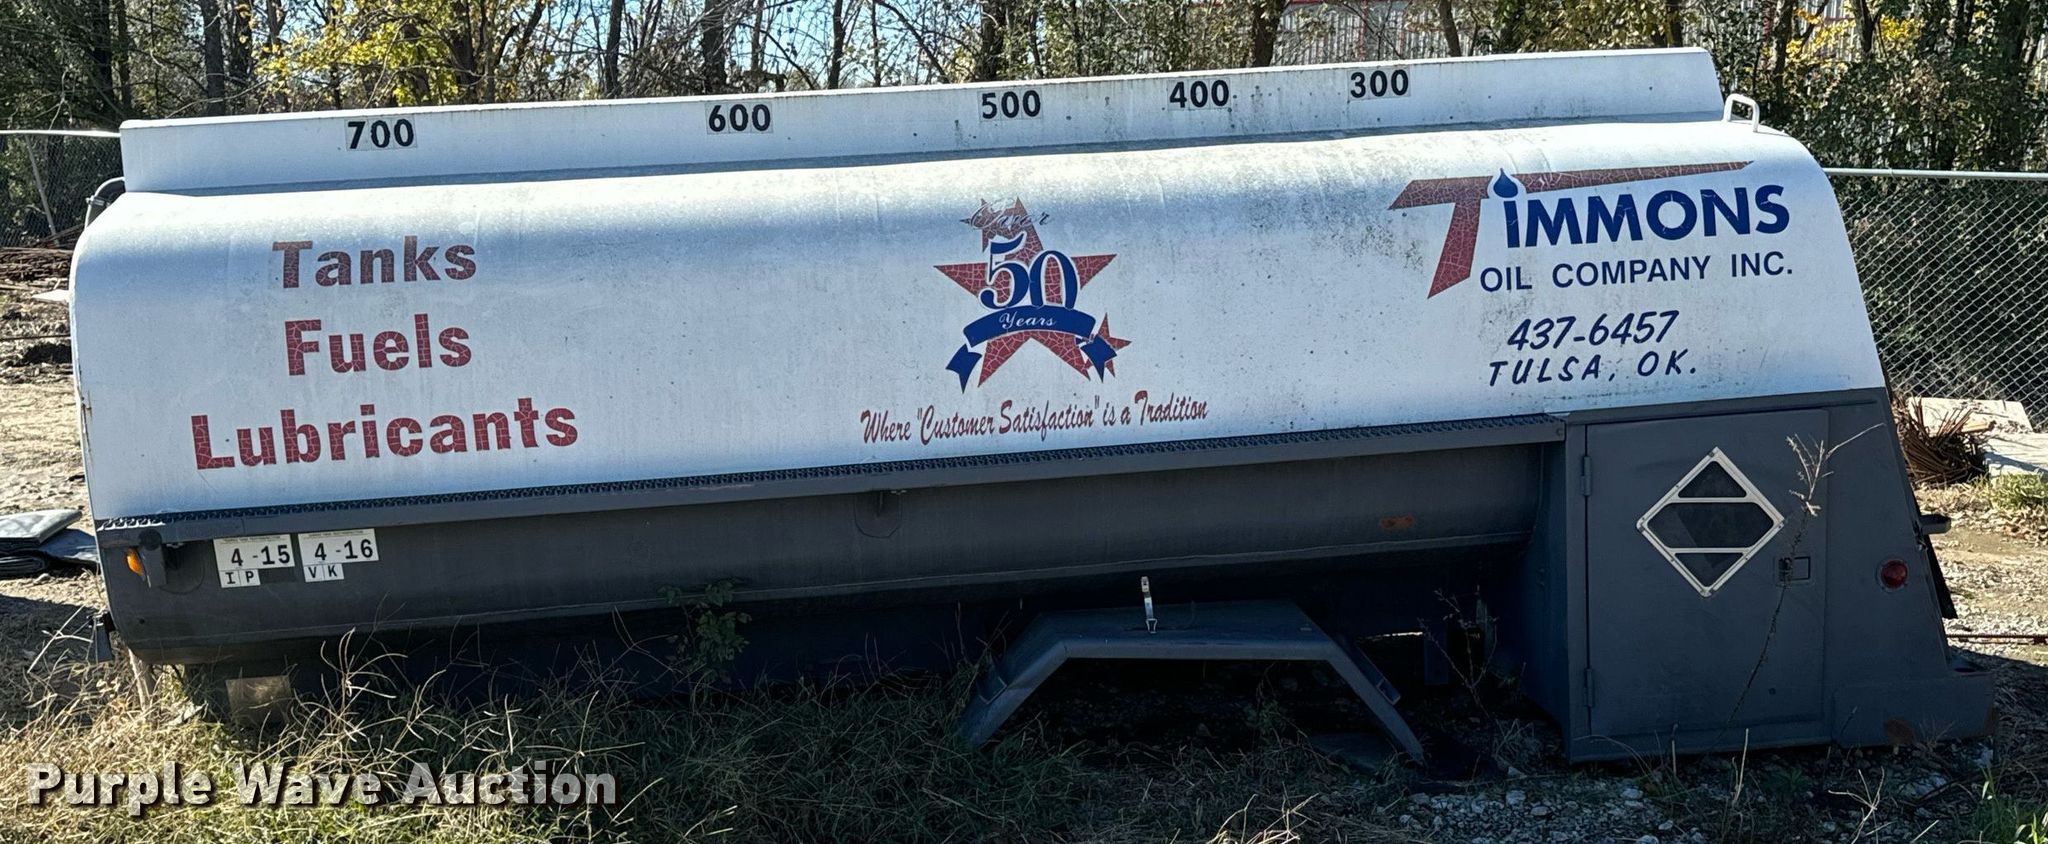 700 600 500 400 300
Tanks
Fuels
Lubricants
Over
50
Years
Where "Customer Satisfaction" is a Tradition
TIMMONS
OIL COMPANY INC.
437-6457
TULSA, OK.
4-15 4-16
IP VK
Purple Wave Auction